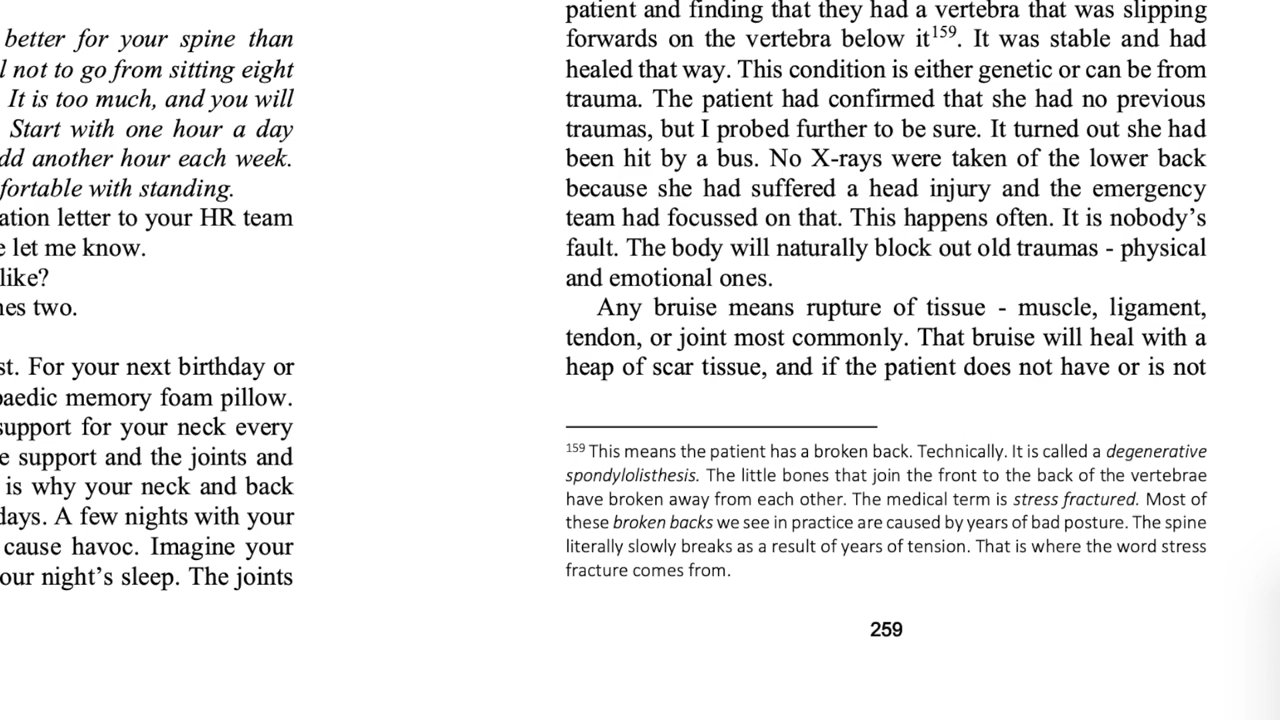 better for your spine than
not to go from sitting eight
It is too much, and you will
Start with one hour a day
another hour each week.
with standing.
letter to your HR team
let me know.
like?
two.
For your next birthday or
memory foam pillow.
support for your neck every
support and the joints and
is why your neck and back
days. A few nights with your
cause havoc. Imagine your
our night’s sleep. The joints
patient and finding that they had a vertebra that was slipping
forwards on the vertebra below it159. It was stable and had
healed that way. This condition is either genetic or can be from
trauma. The patient had confirmed that she had no previous
traumas, but I probed further to be sure. It turned out she had
been hit by a bus. No X-rays were taken of the lower back
because she had suffered a head injury and the emergency
team had focussed on that. This happens often. It is nobody’s
fault. The body will naturally block out old traumas - physical
and emotional ones.
Any bruise means rupture of tissue - muscle, ligament,
tendon, or joint most commonly. That bruise will heal with a
heap of scar tissue, and if the patient does not have or is not
159 This means the patient has a broken back. Technically. It is called a degenerative
spondylolisthesis. The little bones that join the front to the back of the vertebrae
have broken away from each other. The medical term is stress fractured. Most of
these broken backs we see in practice are caused by years of bad posture. The spine
literally slowly breaks as a result of years of tension. That is where the word stress
fracture comes from.
259